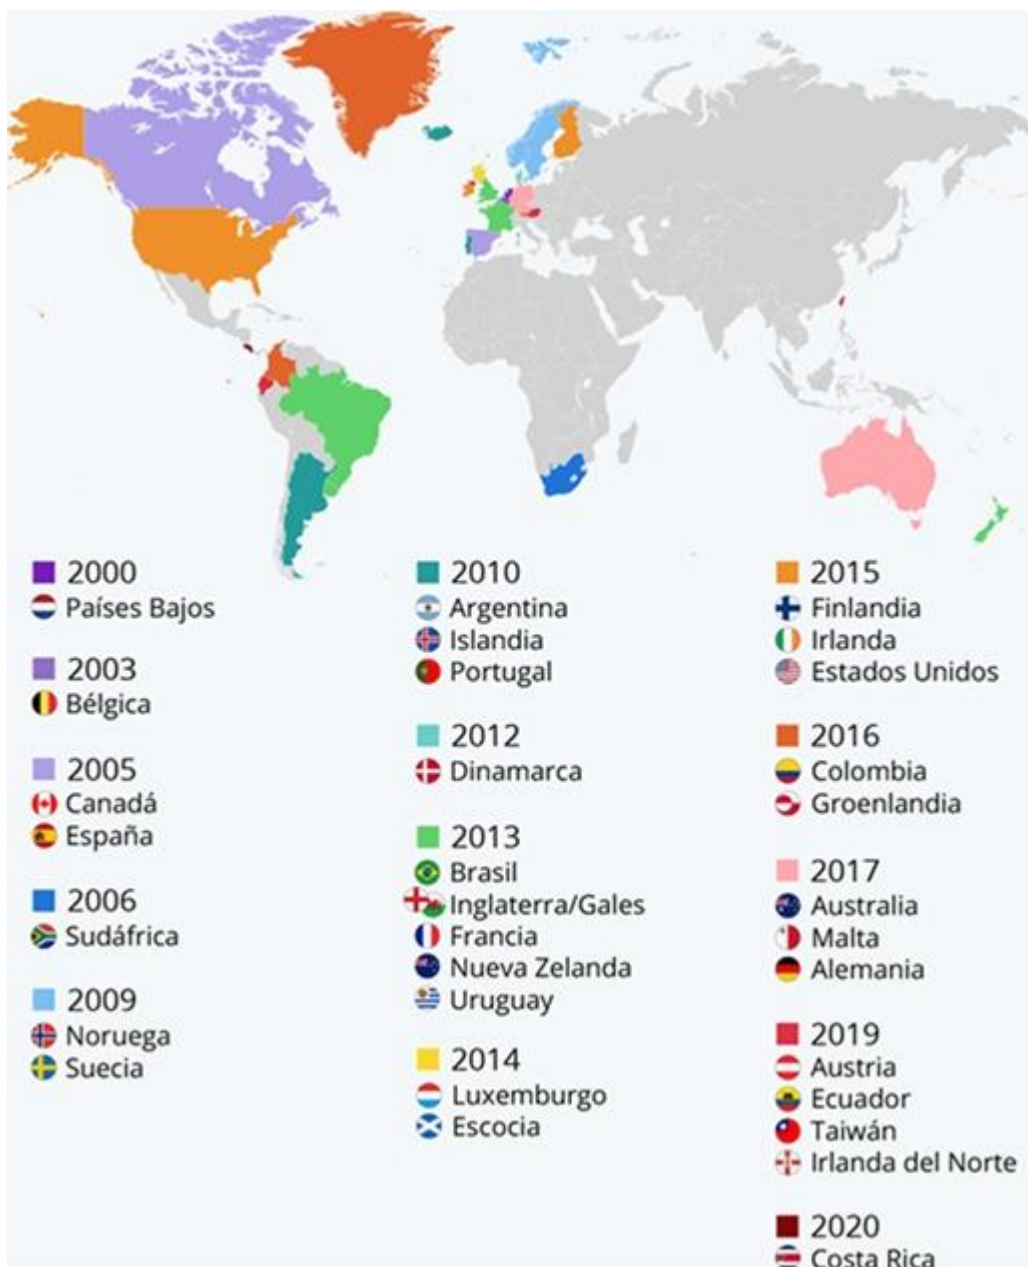 2000
Países Bajos
2003
Bélgica
2005
Canadá
España
2006
Sudáfrica
2009
Noruega
Suecia
2010
Argentina
Islandia
Portugal
2012
Dinamarca
2013
Brasil
Inglaterra/Gales
Francia
Nueva Zelanda
Uruguay
2014
Luxemburgo
Escocia
2015
Finlandia
Irlanda
Estados Unidos
2016
Colombia
Groenlandia
2017
Australia
Malta
Alemania
2019
Austria
Ecuador
Taiwán
Irlanda del Norte
2020
Costa Rica